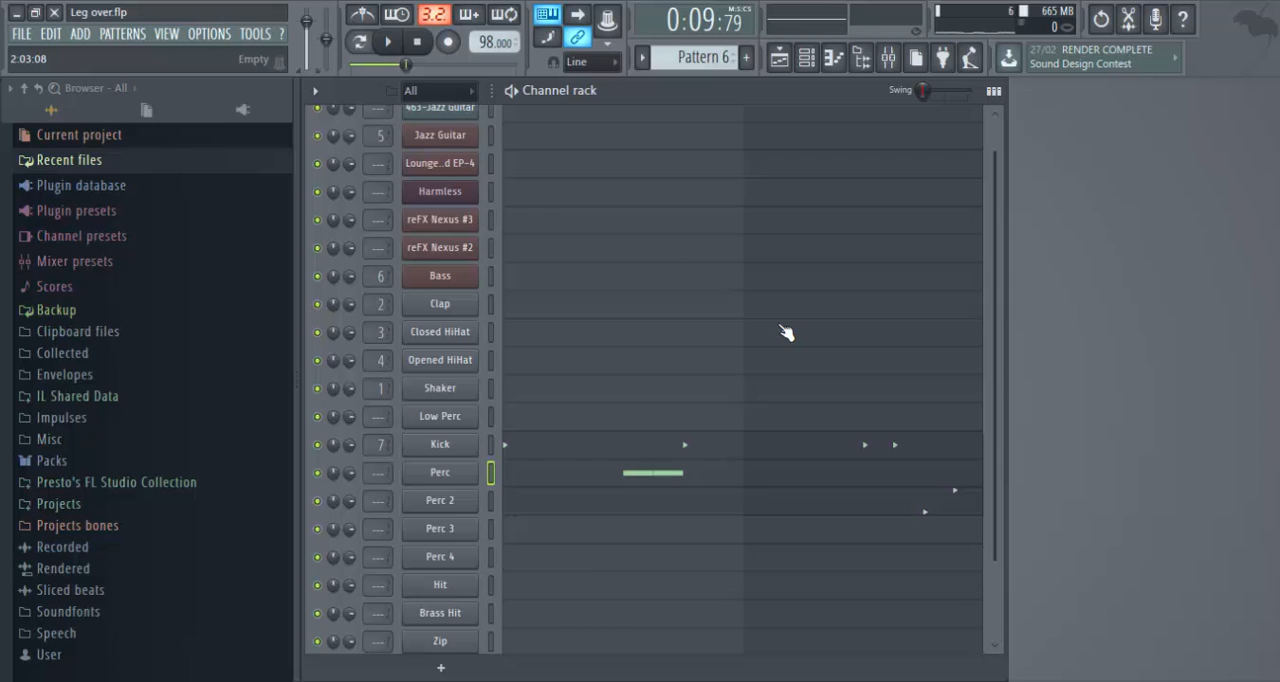 Leg over.flp
FILE EDIT ADD PATTERNS VIEW OPTIONS TOOLS ?
2:03:08 Empty
3.2.
98.000
Line
0:09:79
M:S:CS
Pattern 6
+
6 665 MB
0
27/02 RENDER COMPLETE
Sound Design Contest
Browser - All
Current project
Recent files
Plugin database
Plugin presets
Channel presets
Mixer presets
Scores
Backup
Clipboard files
Collected
Envelopes
IL Shared Data
Impulses
Misc
Packs
Presto's FL Studio Collection
Projects
Projects bones
Recorded
Rendered
Sliced beats
Soundfonts
Speech
User
All Channel rack Swing
--- 463-Jazz Guitar
5 Jazz Guitar
--- Lounge..d EP-4
--- Harmless
--- reFX Nexus #3
--- reFX Nexus #2
6 Bass
2 Clap
3 Closed HiHat
4 Opened HiHat
1 Shaker
--- Low Perc
7 Kick
--- Perc
--- Perc 2
--- Perc 3
--- Perc 4
--- Hit
--- Brass Hit
--- Zip
+